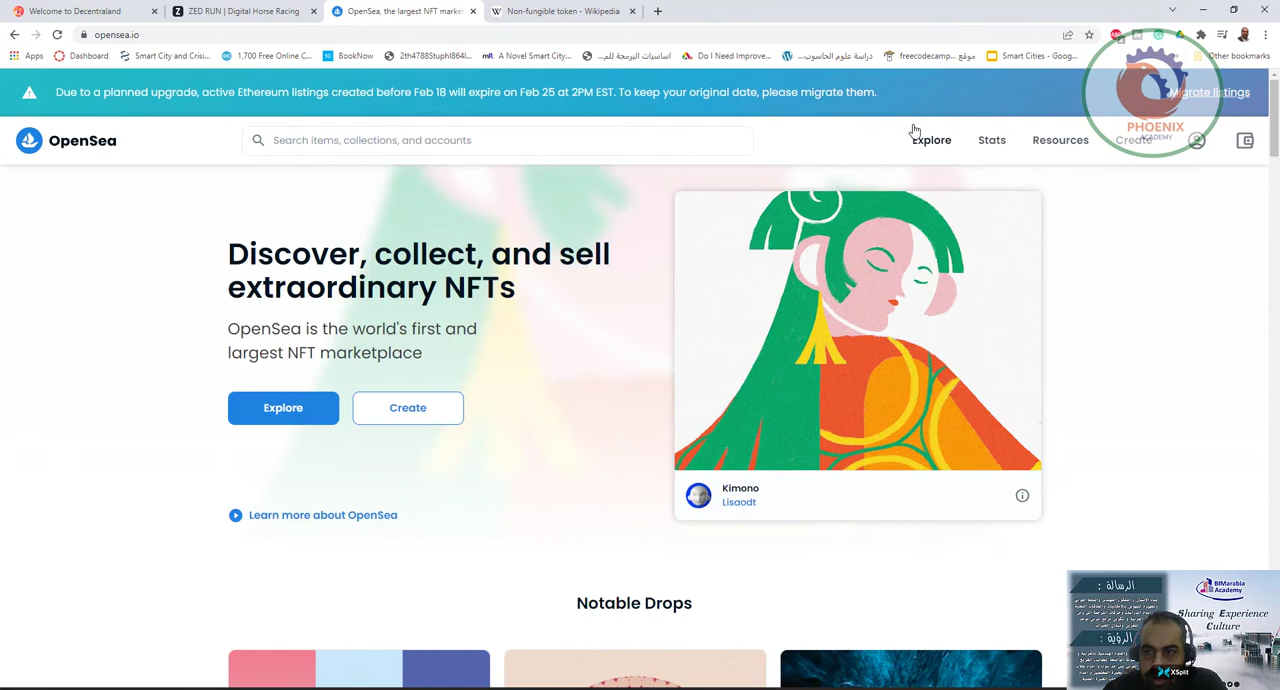 Welcome to Decentraland
ZED RUN | Digital Horse Racing
OpenSea, the largest NFT marke
Non-fungible token - Wikipedia
opensea.io
Apps
Dashboard
Smart City and Crisi...
1,700 Free Online C...
BookNow
2th4788Stuphl864l...
A Novel Smart City...
اساسيات البرمجة للم...
Do I Need Improve...
دراسة علوم الحاسوب...
موقع freecodecamp...
Smart Cities - Goog...
Other bookmarks
Due to a planned upgrade, active Ethereum listings created before Feb 18 will expire on Feb 25 at 2PM EST. To keep your original date, please migrate them.
Migrate listings
PHOENIX
ACADEMY
OpenSea
Search items, collections, and accounts
Explore
Stats
Resources
Create
Discover, collect, and sell
extraordinary NFTs
OpenSea is the world's first and
largest NFT marketplace
Explore
Create
Kimono
Lisaodt
Learn more about OpenSea
Notable Drops
الرسالة :
الرؤية :
BIMarabia
Academy
Sharing Experience
Culture
XSplit